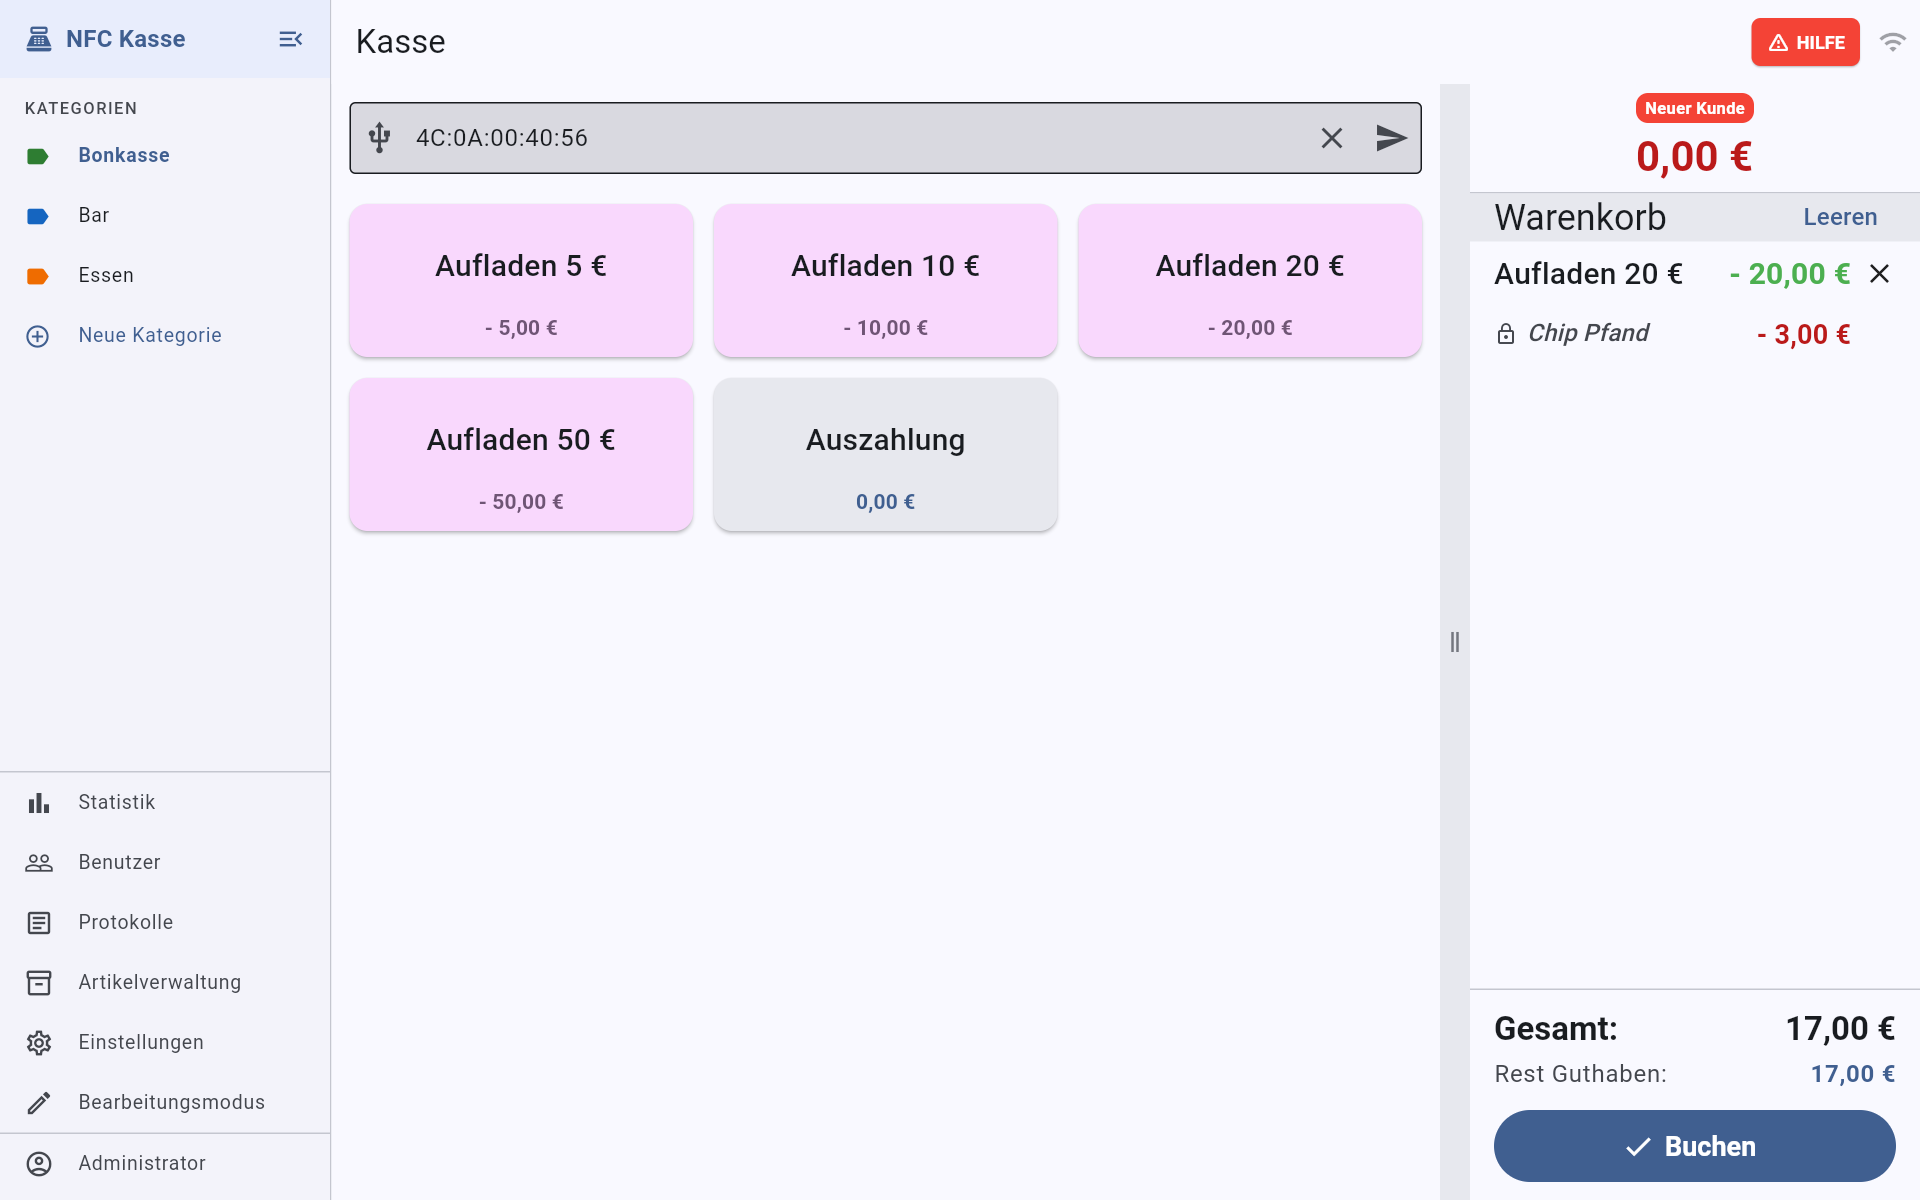 NFC Kasse
KATEGORIEN
Bonkasse
Bar
Essen
Neue Kategorie
Statistik
Benutzer
Protokolle
Artikelverwaltung
Einstellungen
Bearbeitungsmodus
Administrator
Kasse
HILFE
4C:0A:00:40:56
Aufladen 5 €
- 5,00 €
Aufladen 10 €
- 10,00 €
Aufladen 20 €
- 20,00 €
Aufladen 50 €
- 50,00 €
Auszahlung
0,00 €
Neuer Kunde
0,00 €
Warenkorb Leeren
Aufladen 20 € - 20,00 €
Chip Pfand - 3,00 €
Gesamt: 17,00 €
Rest Guthaben: 17,00 €
Buchen